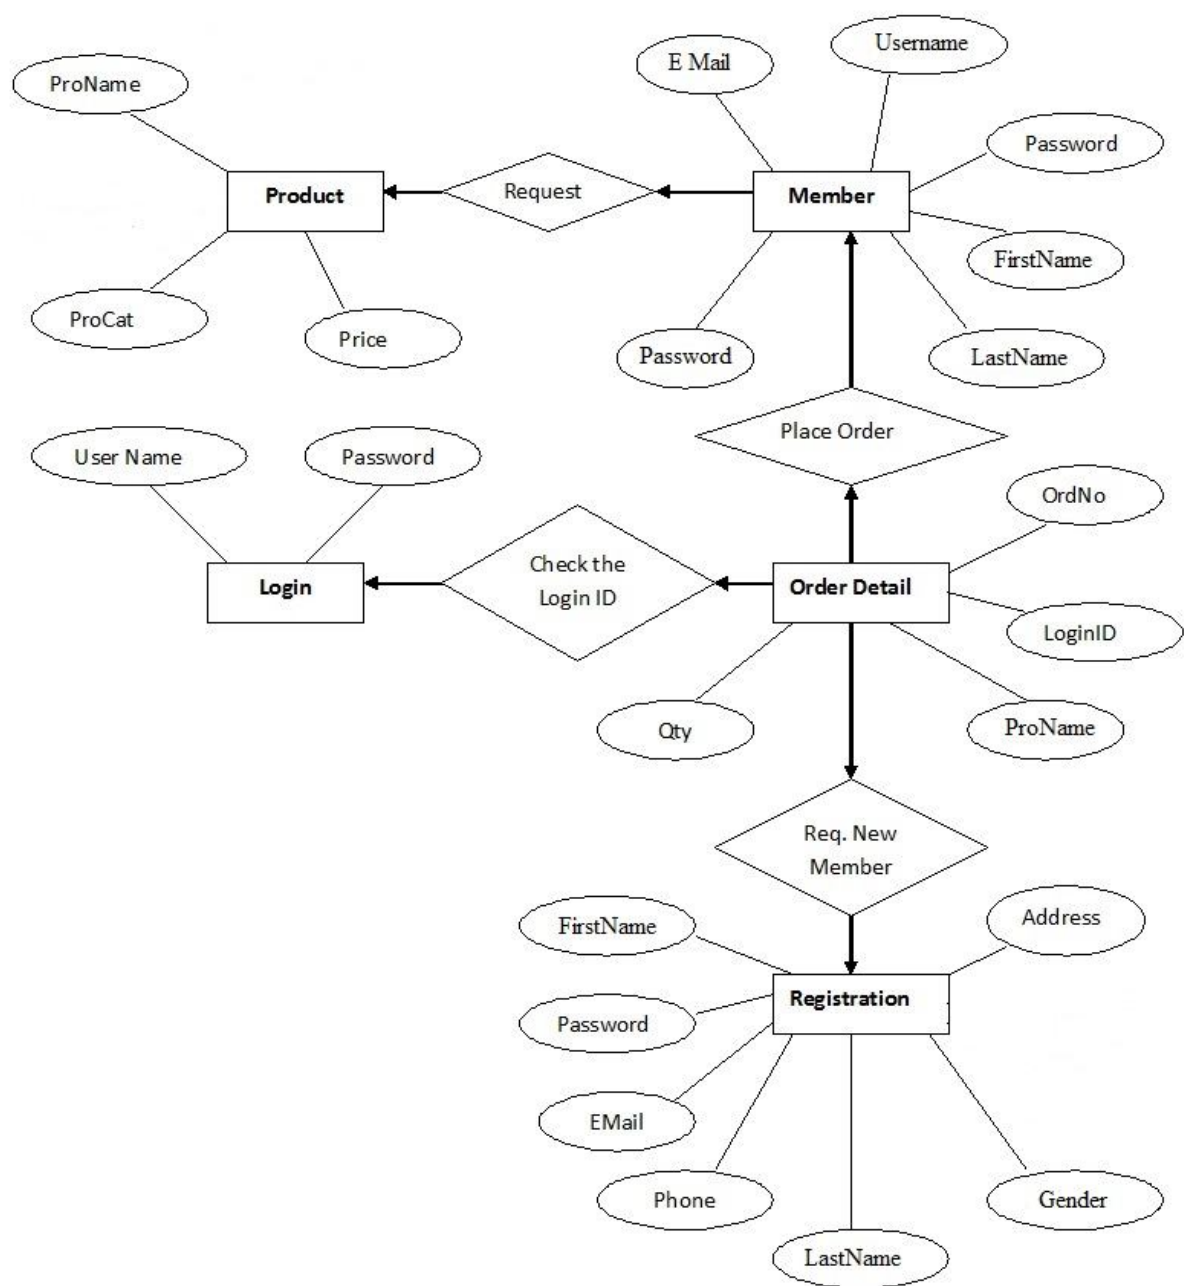 Username
E Mail
ProName
Password
Product
Request
Member
FirstName
ProCat
Price
Password
LastName
Place Order
User Name
Password
OrdNo
Check the
Login ID
Login
Order Detail
LoginID
Qty
ProName
Req. New
Member
FirstName
Address
Registration
Password
EMail
Phone
Gender
LastName